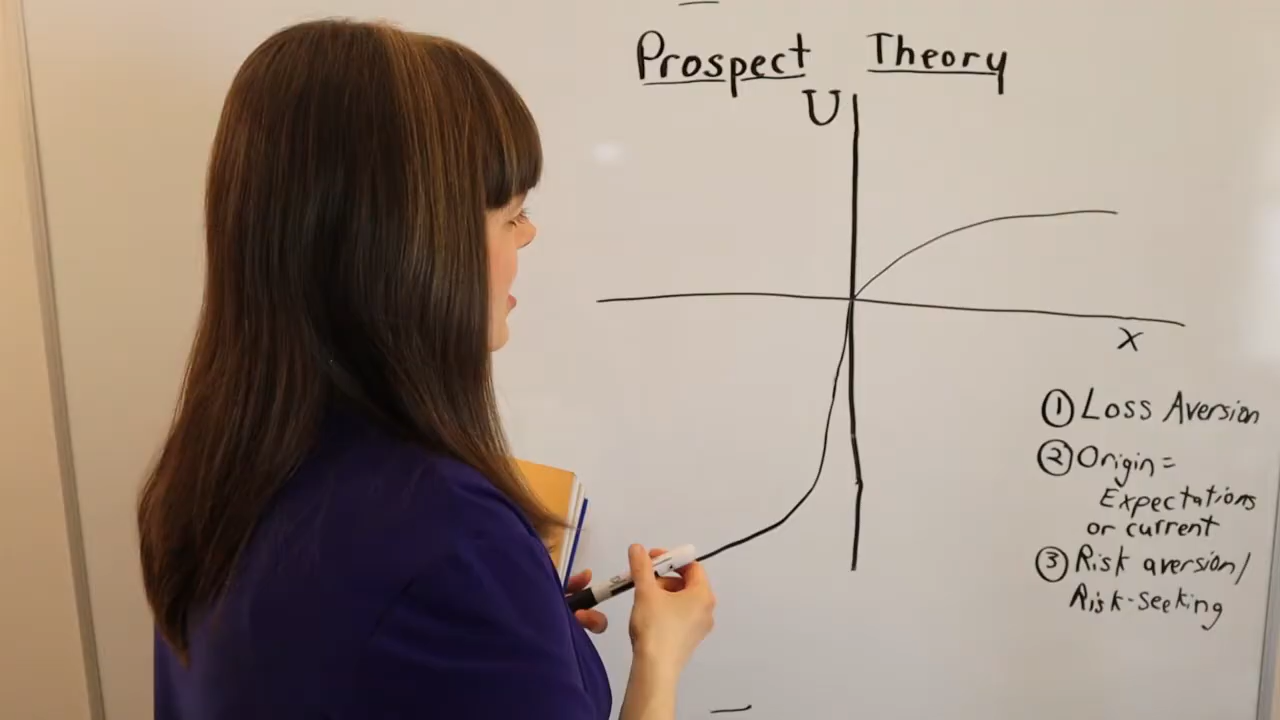 Prospect Theory
U
X
① Loss Aversion
② Origin =
Expectations
or current
③ Risk aversion/
Risk-seeking